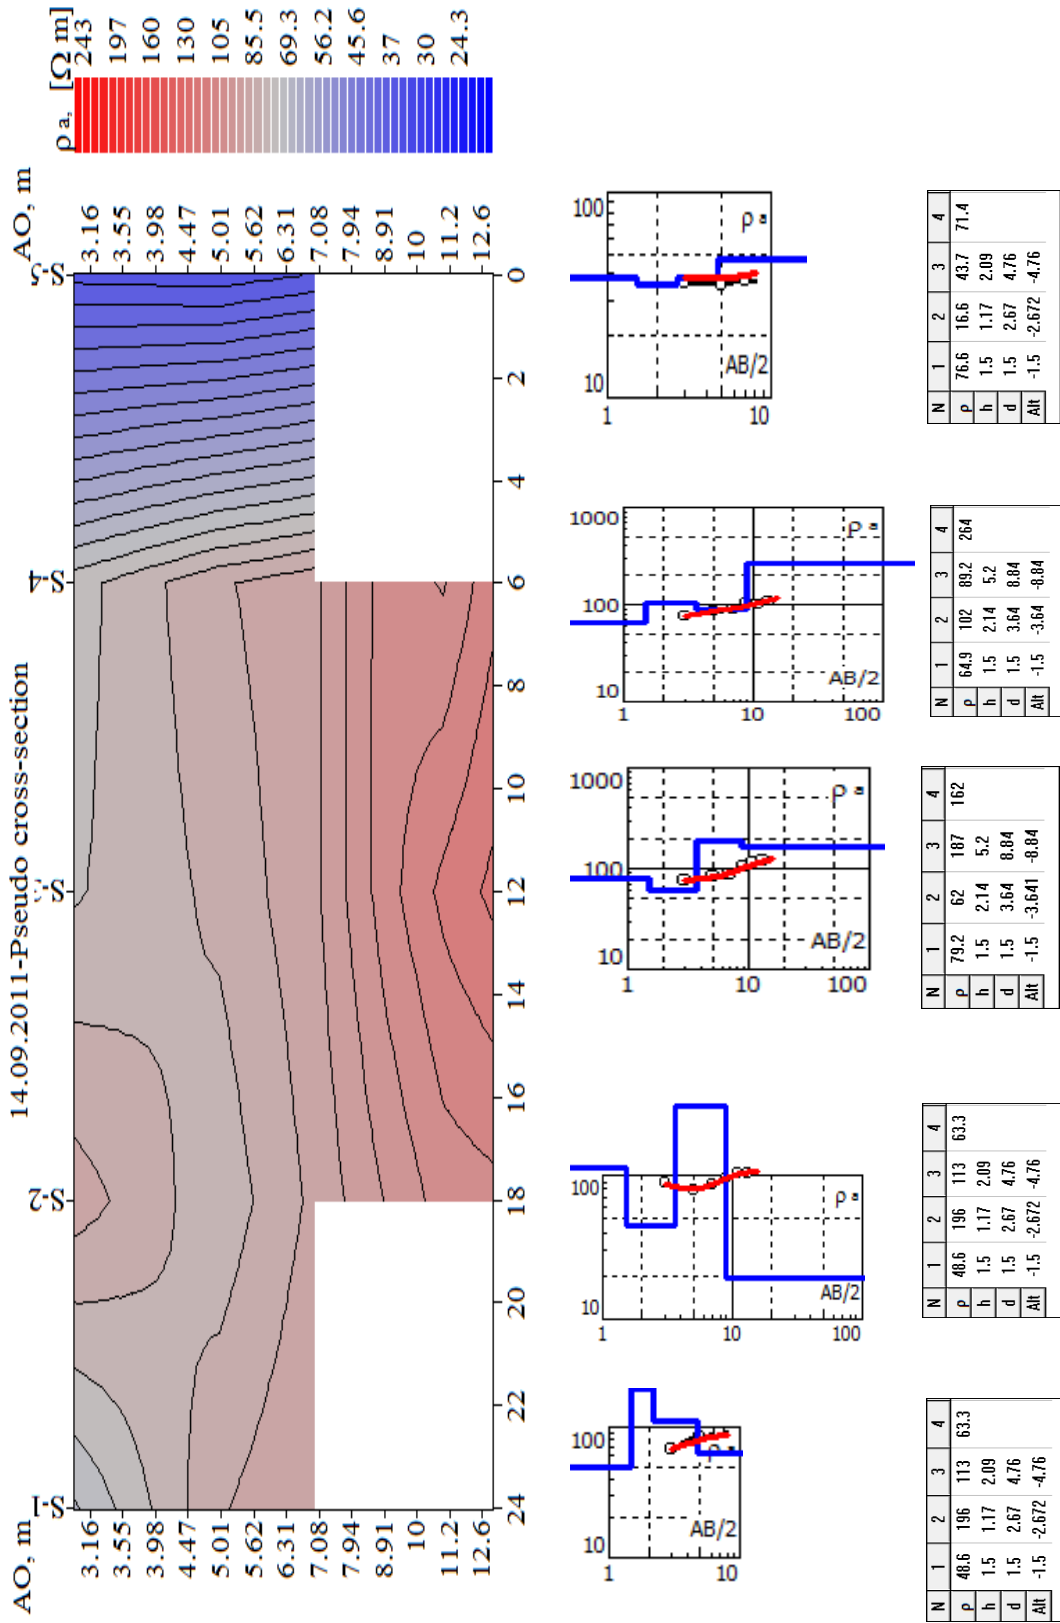 14.09.2011-Pseudo cross-section
AO, m
S-1
S-2
S-3
S-4
S-5
AO, m
ρa, [Ω m]
3.16
3.55
3.98
4.47
5.01
5.62
6.31
7.08
7.94
8.91
10
11.2
12.6
3.16
3.55
3.98
4.47
5.01
5.62
6.31
7.08
7.94
8.91
10
11.2
12.6
243
197
160
130
105
85.5
69.3
56.2
45.6
37
30
24.3
24 22 20 18 16 14 12 10 8 6 4 2 0
100
ρ a
AB/2
10
1 10
100
ρ a
AB/2
10
1 10 100
1000
ρ a
100
AB/2
10
1 10 100
1000
ρ a
100
AB/2
10
1 10 100
100
ρ a
AB/2
10
1 10
N 1 2 3 4
ρ 48.6 196 113 63.3
h 1.5 1.17 2.09
d 1.5 2.67 4.76
Alt -1.5 -2.672 -4.76
N 1 2 3 4
ρ 48.6 196 113 63.3
h 1.5 1.17 2.09
d 1.5 2.67 4.76
Alt -1.5 -2.672 -4.76
N 1 2 3 4
ρ 79.2 62 187 162
h 1.5 2.14 5.2
d 1.5 3.64 8.84
Alt -1.5 -3.641 -8.84
N 1 2 3 4
ρ 64.9 102 89.2 264
h 1.5 2.14 5.2
d 1.5 3.64 8.84
Alt -1.5 -3.64 -8.84
N 1 2 3 4
ρ 76.6 16.6 43.7 71.4
h 1.5 1.17 2.09
d 1.5 2.67 4.76
Alt -1.5 -2.672 -4.76